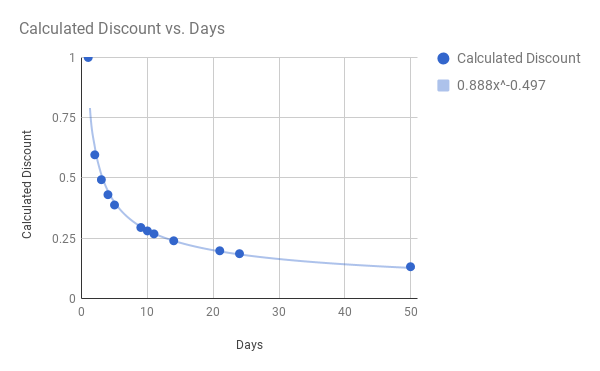 Calculated Discount vs. Days
Calculated Discount
0.888x^-0.497
1
0.75
0.5
0.25
0
Calculated Discount
0 10 20 30 40 50
Days